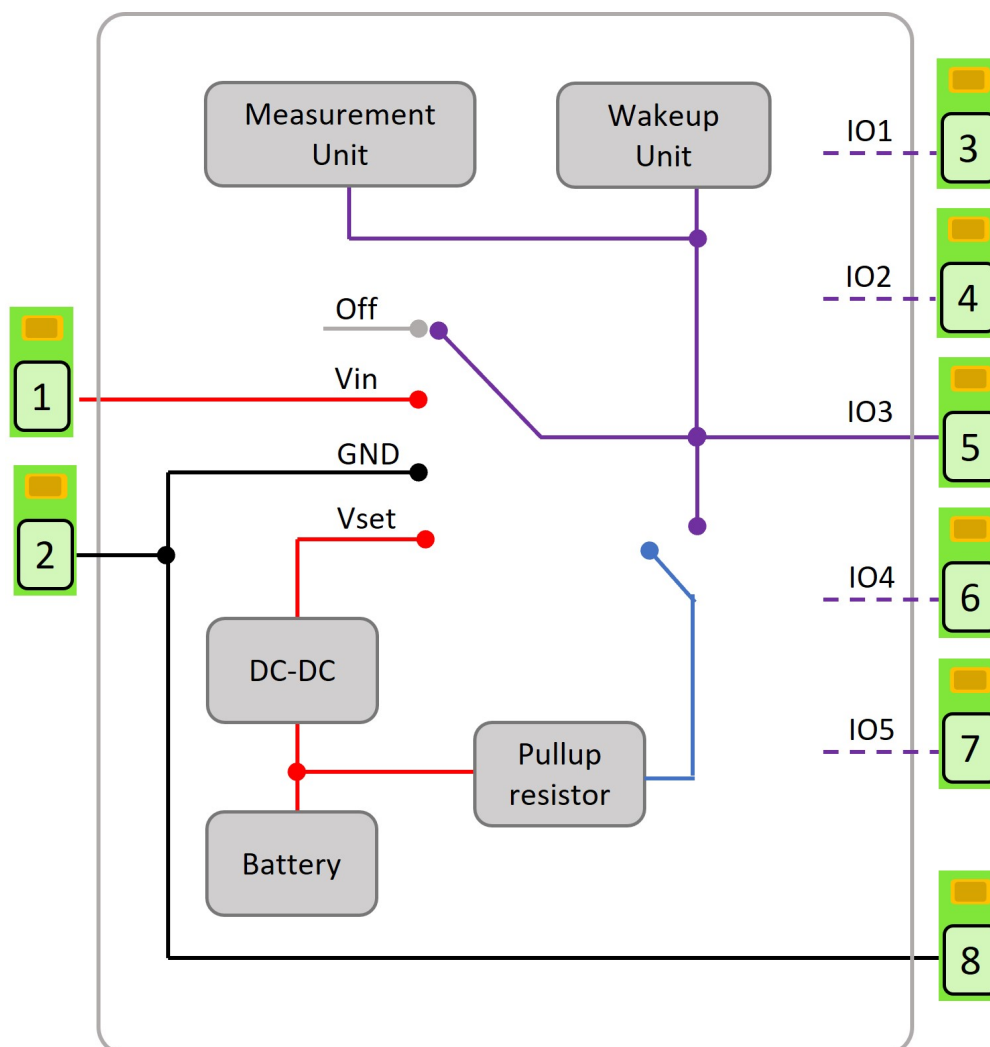 Measurement
Unit
Wakeup
Unit
IO1
3
IO2
4
Off
Vin
1
IO3
5
GND
2
Vset
IO4
6
DC-DC
IO5
7
Pullup
resistor
Battery
8